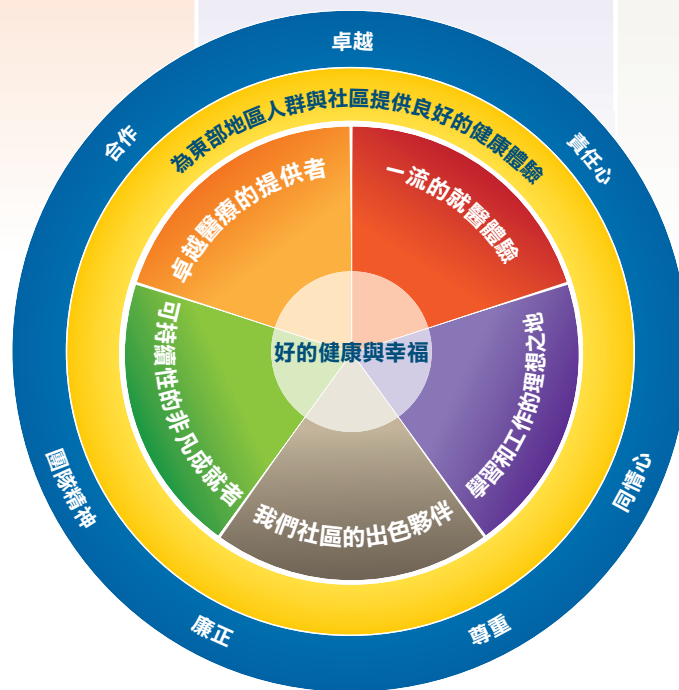 卓越
責任心
同情心
重尊
廉正
團隊精神
合作
為東部地區人群與社區提供良好的健康體驗
卓越醫療的提供者
一流的就醫體驗
學習和工作的理想之地
我們社區的出色夥伴
可持續性的非凡成就者
好的健康與幸福